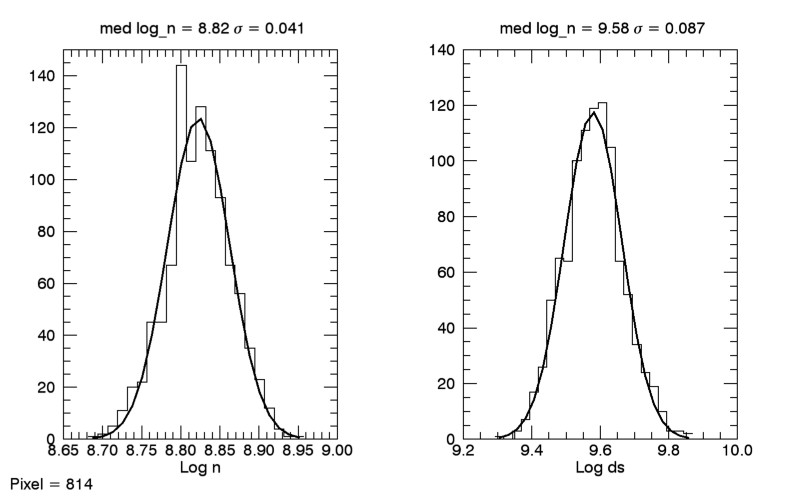 med log_n = 8.82 σ = 0.041
140
120
100
80
60
40
20
0
8.65 8.70 8.75 8.80 8.85 8.90 8.95 9.00
Log n
med log_n = 9.58 σ = 0.087
140
120
100
80
60
40
20
0
9.2 9.4 9.6 9.8 10.0
Log ds
Pixel = 814